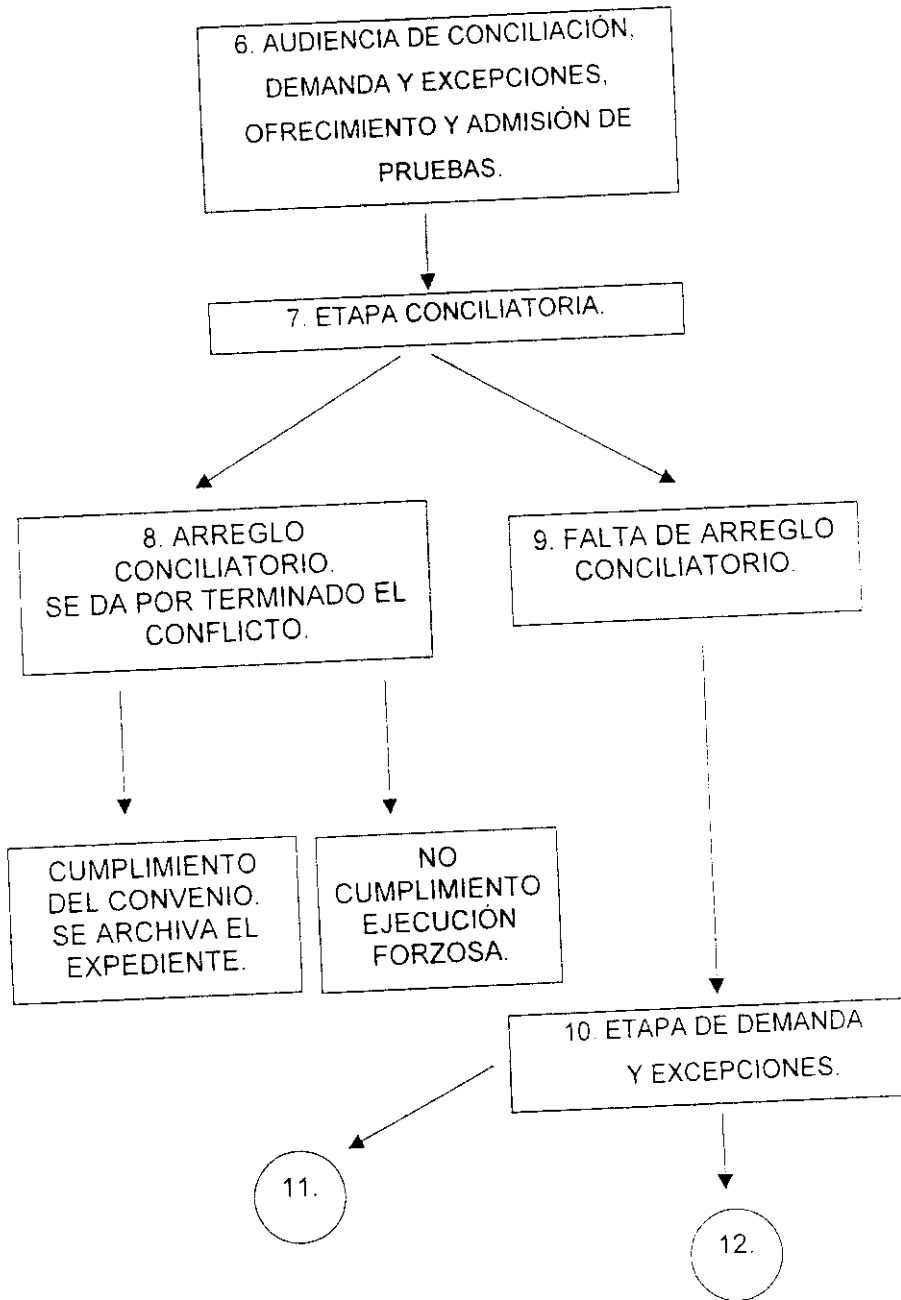 6. AUDIENCIA DE CONCILIACIÓN,
DEMANDA Y EXCEPCIONES,
OFRECIMIENTO Y ADMISIÓN DE
PRUEBAS.
7. ETAPA CONCILIATORIA.
8. ARREGLO
CONCILIATORIO.
SE DA POR TERMINADO EL
CONFLICTO.
9. FALTA DE ARREGLO
CONCILIATORIO.
CUMPLIMIENTO
DEL CONVENIO.
SE ARCHIVA EL
EXPEDIENTE.
NO
CUMPLIMIENTO
EJECUCIÓN
FORZOSA.
10. ETAPA DE DEMANDA
Y EXCEPCIONES.
11.
12.